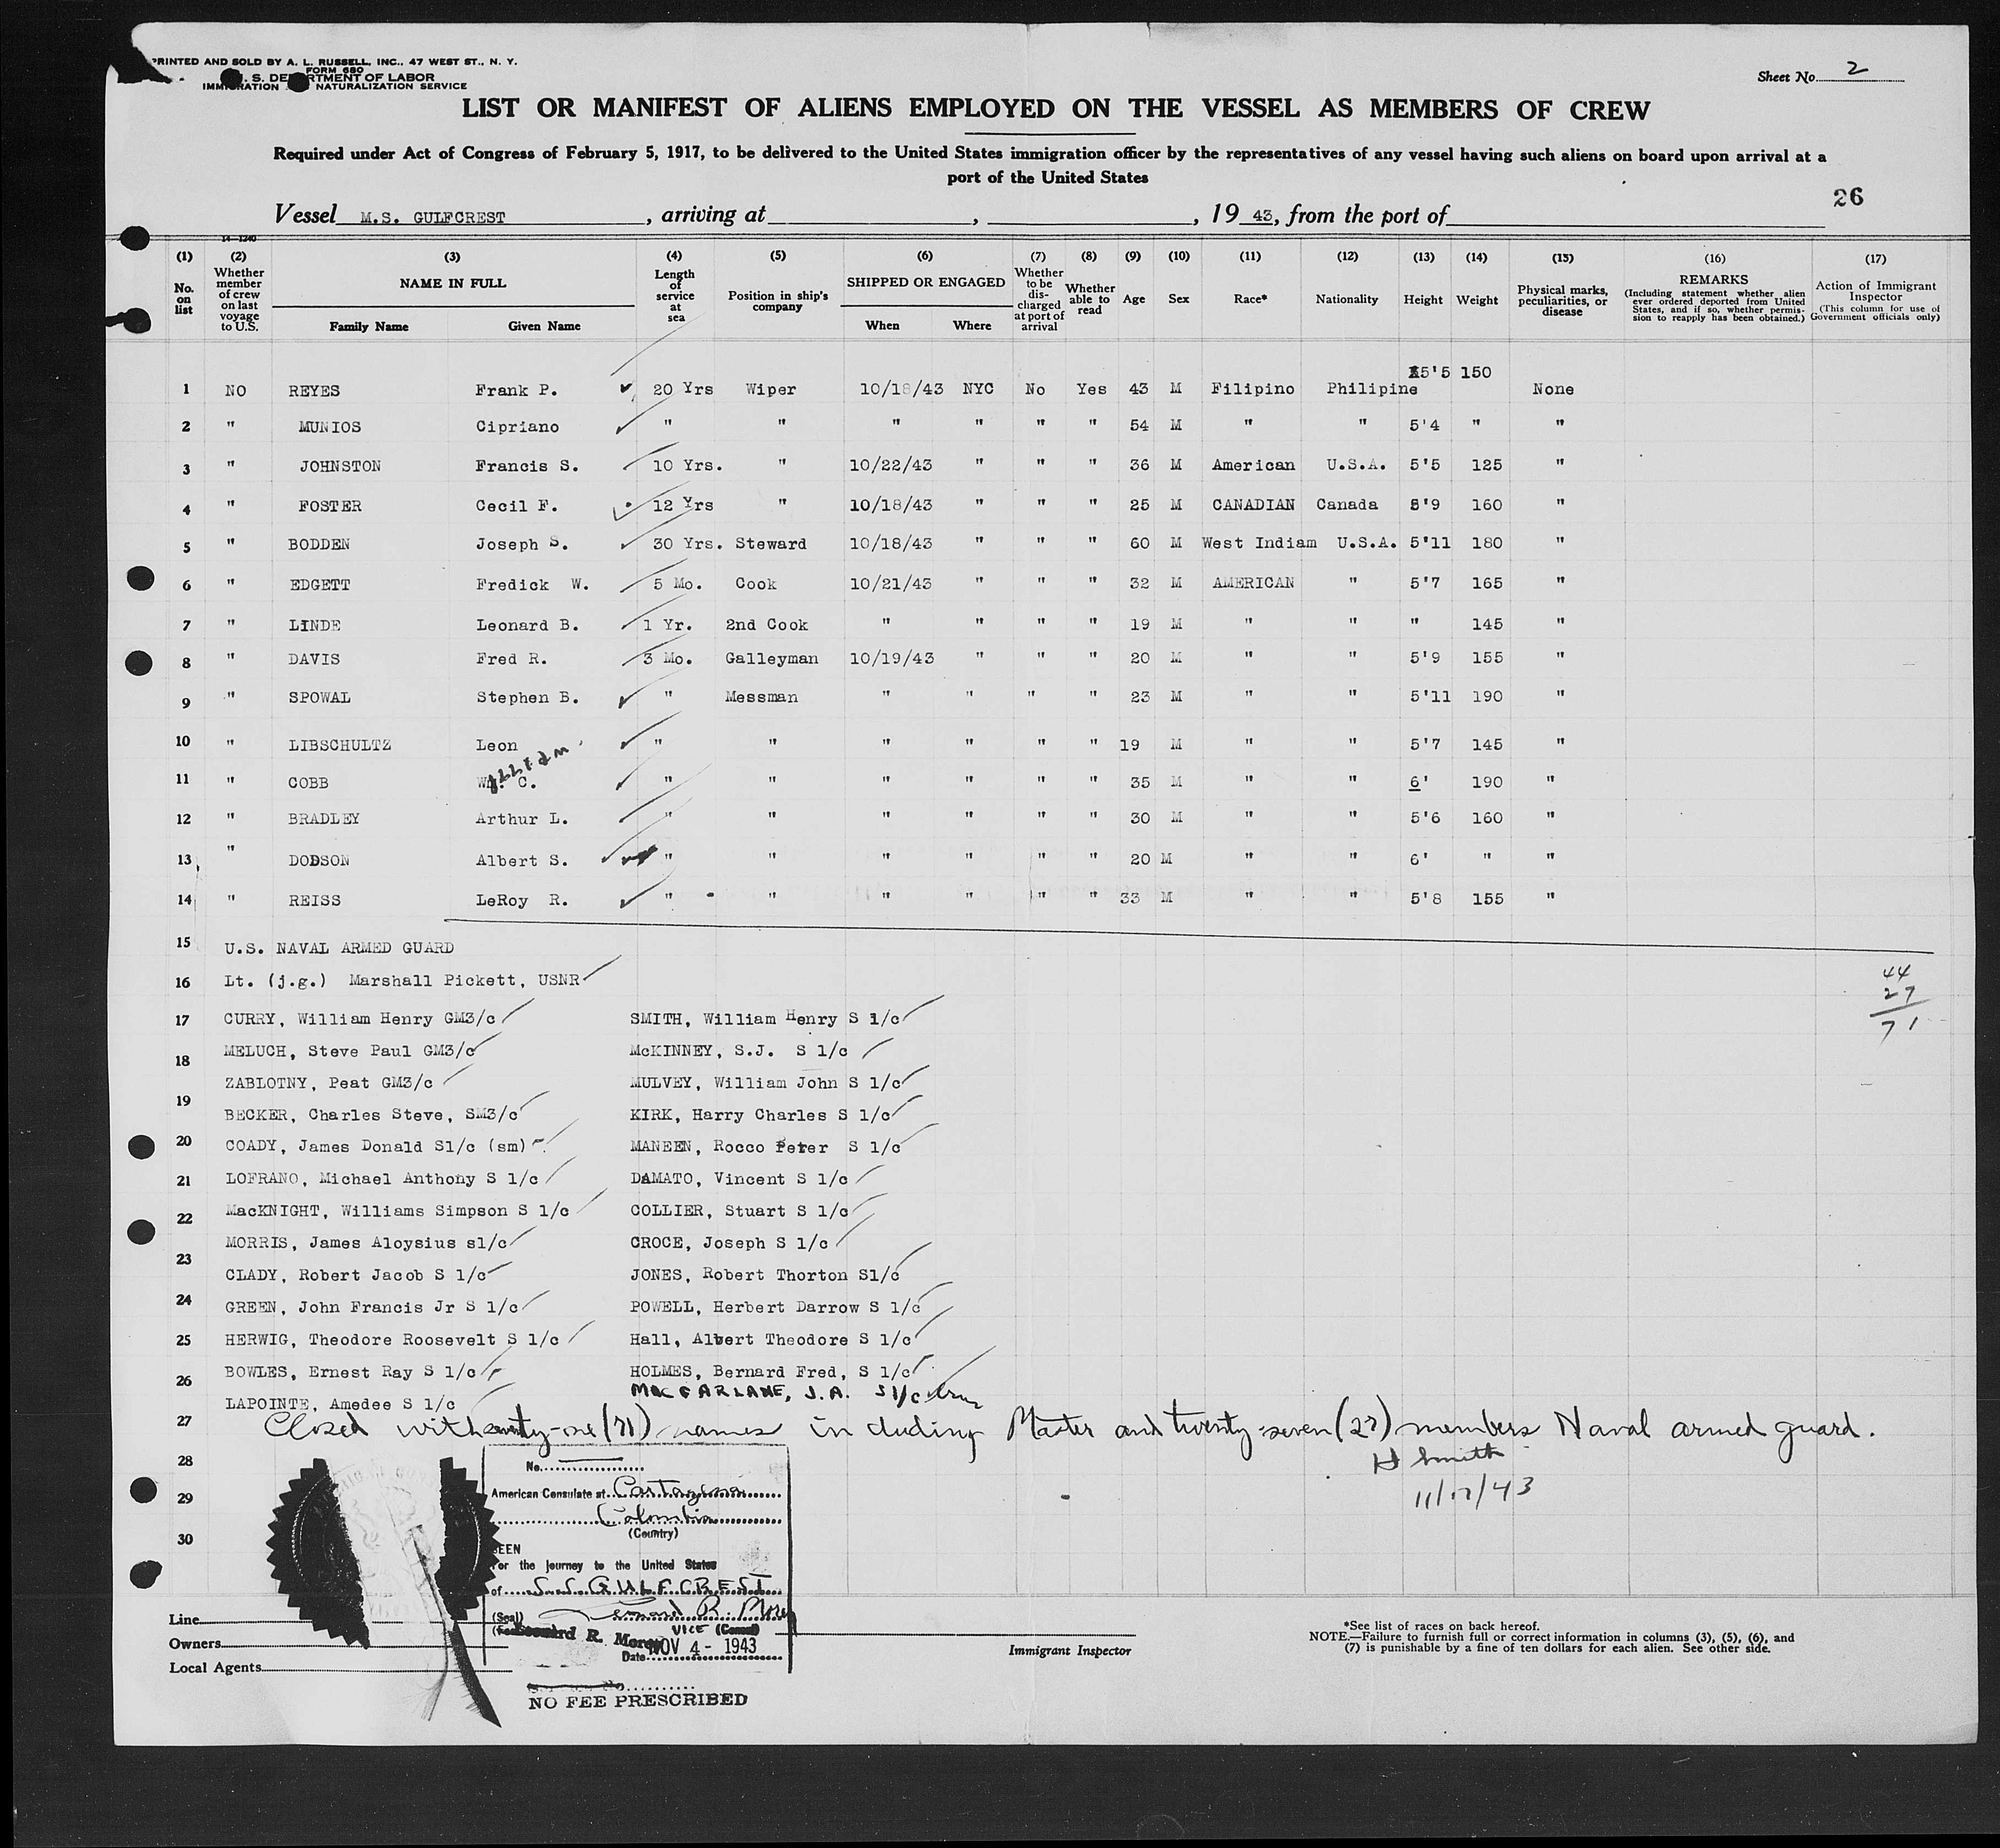 PRINTED AND SOLD BY A. L. RUSSELL, INC., 47 WEST ST., N. Y.
FORM 680
S. DEPARTMENT OF LABOR
IMMIGRATION NATURALIZATION SERVICE
Sheet No. 2
LIST OR MANIFEST OF ALIENS EMPLOYED ON THE VESSEL AS MEMBERS OF CREW
Required under Act of Congress of February 5, 1917, to be delivered to the United States immigration officer by the representatives of any vessel having such aliens on board upon arrival at a
port of the United States
26
Vessel M.S. GULFCREST, arriving at , , 19 43, from the port of
14—1240
(1) No. on list
(2) Whether member of crew on last voyage to U.S.
(3) NAME IN FULL Family Name Given Name
(4) Length of service at sea
(5) Position in ship's company
(6) SHIPPED OR ENGAGED When Where
(7) Whether to be discharged at port of arrival
(8) Whether able to read
(9) Age
(10) Sex
(11) Race*
(12) Nationality
(13) Height
(14) Weight
(15) Physical marks, peculiarities, or disease
(16) REMARKS (Including statement whether alien ever ordered deported from United States, and if so, whether permission to reapply has been obtained.)
(17) Action of Immigrant Inspector (This column for use of Government officials only)
1 NO REYES Frank P. 20 Yrs Wiper 10/18/43 NYC No Yes 43 M Filipino Philipine 5'5 150 None
2 " MUNIOS Cipriano " " " " " " 54 M " " 5'4 " "
3 " JOHNSTON Francis S. 10 Yrs. " 10/22/43 " " " 36 M American U.S.A. 5'5 125 "
4 " FOSTER Cecil F. 12 Yrs " 10/18/43 " " " 25 M CANADIAN Canada 5'9 160 "
5 " BODDEN Joseph S. 30 Yrs. Steward 10/18/43 " " " 60 M West Indiam U.S.A. 5'11 180 "
6 " EDGETT Fredick W. 5 Mo. Cook 10/21/43 " " " 32 M AMERICAN " 5'7 165 "
7 " LINDE Leonard B. 1 Yr. 2nd Cook " " " " 19 M " " " 145 "
8 " DAVIS Fred R. 3 Mo. Galleyman 10/19/43 " " " 20 M " " 5'9 155 "
9 " SPOWAL Stephen B. " Messman " " " " 23 M " " 5'11 190 "
10 " LIBSCHULTZ Leon " " " " " " 19 M " " 5'7 145 "
William
11 " COBB Wm. C. " " " " " " 35 M " " 6' 190 "
12 " BRADLEY Arthur L. " " " " " " 30 M " " 5'6 160 "
13 " DODSON Albert S. " " " " " " 20 M " " 6' " "
14 " REISS LeRoy R. " " " " " " 33 M " " 5'8 155 "
15 U.S. NAVAL ARMED GUARD
16 Lt. (j.g.) Marshall Pickett, USNR
44
27
71
17 CURRY, William Henry GM3/c SMITH, William Henry S 1/c
18 MELUCH, Steve Paul GM3/c McKINNEY, S.J. S 1/c
ZABLOTNY, Peat GM3/c MULVEY, William John S 1/c
19 BECKER, Charles Steve, SM3/c KIRK, Harry Charles S 1/c
20 COADY, James Donald S1/c (sm) MANEEN, Rocco Peter S 1/c
21 LOFRANO, Michael Anthony S 1/c DAMATO, Vincent S 1/c
22 MacKNIGHT, Williams Simpson S 1/c COLLIER, Stuart S 1/c
MORRIS, James Aloysius s1/c CROCE, Joseph S 1/c
23 CLADY, Robert Jacob S 1/c JONES, Robert Thorton S1/c
24 GREEN, John Francis Jr S 1/c POWELL, Herbert Darrow S 1/c
25 HERWIG, Theodore Roosevelt S 1/c Hall, Albert Theodore S 1/c
26 BOWLES, Ernest Ray S 1/c HOLMES, Bernard Fred, S 1/c
LAPOINTE, Amedee S 1/c MACFARLANE, J.A. S 1/c
27 Closed with seventy-one (71) names including Master and twenty-seven (27) members Naval armed guard.
H Smith
11/17/43
28
29
30
No.
American Consulate at Cartagena
Colombia
(Country)
SEEN
For the journey to the United States
of S.S. GULFCREST
(Seal) Leonard R. Morey
VICE (Consul)
Leonard R. Morey
Date NOV 4 - 1943
NO FEE PRESCRIBED
Line
Owners
Local Agents
Immigrant Inspector
*See list of races on back hereof.
NOTE.—Failure to furnish full or correct information in columns (3), (5), (6), and
(7) is punishable by a fine of ten dollars for each alien. See other side.